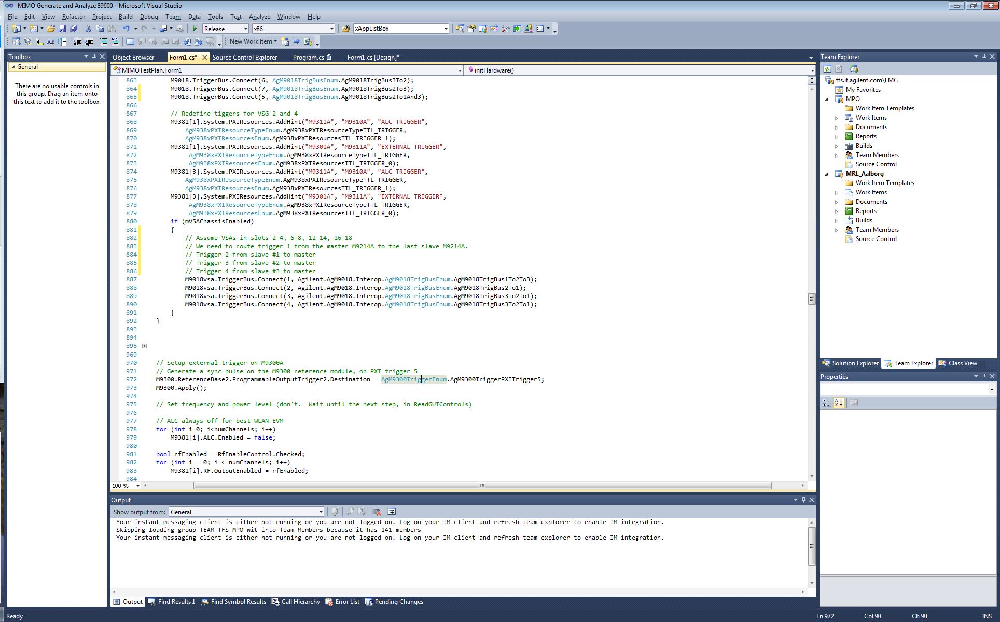 MIMO Generate and Analyze 89600 - Microsoft Visual Studio
File Edit View Refactor Project Build Debug Team Data Tools Test Analyze Window Help
Release x86 xAppListBox
New Work Item
Toolbox
General
There are no usable controls in
this group. Drag an item onto
this text to add it to the toolbox.
Object Browser Form1.cs* Source Control Explorer Program.cs Form1.cs [Design]*
MIMOTestPlan.Form1 initHardware()
863 M9018.TriggerBus.Connect(6, AgM9018TrigBusEnum.AgM9018TrigBus3To2);
864 M9018.TriggerBus.Connect(7, AgM9018TrigBusEnum.AgM9018TrigBus2To3);
865 M9018.TriggerBus.Connect(5, AgM9018TrigBusEnum.AgM9018TrigBus2To1And3);
866
867 // Redefine tiggers for VSG 2 and 4
868 M9381[1].System.PXIResources.AddHint("M9311A", "M9310A", "ALC TRIGGER",
869 AgM938xPXIResourceTypeEnum.AgM938xPXIResourceTypeTTL_TRIGGER,
870 AgM938xPXIResourcesEnum.AgM938xPXIResourcesTTL_TRIGGER_1);
871 M9381[1].System.PXIResources.AddHint("M9301A", "M9311A", "EXTERNAL TRIGGER",
872 AgM938xPXIResourceTypeEnum.AgM938xPXIResourceTypeTTL_TRIGGER,
873 AgM938xPXIResourcesEnum.AgM938xPXIResourcesTTL_TRIGGER_0);
874 M9381[3].System.PXIResources.AddHint("M9311A", "M9310A", "ALC TRIGGER",
875 AgM938xPXIResourceTypeEnum.AgM938xPXIResourceTypeTTL_TRIGGER,
876 AgM938xPXIResourcesEnum.AgM938xPXIResourcesTTL_TRIGGER_1);
877 M9381[3].System.PXIResources.AddHint("M9301A", "M9311A", "EXTERNAL TRIGGER",
878 AgM938xPXIResourceTypeEnum.AgM938xPXIResourceTypeTTL_TRIGGER,
879 AgM938xPXIResourcesEnum.AgM938xPXIResourcesTTL_TRIGGER_0);
880 if (mVSAChassisEnabled)
881 {
882 // Assume VSAs in slots 2-4, 6-8, 12-14, 16-18
883 // We need to route trigger 1 from the master M9214A to the last slave M9214A.
884 // Trigger 2 from slave #1 to master
885 // Trigger 3 from slave #2 to master
886 // Trigger 4 from slave #3 to master
887 M9018vsa.TriggerBus.Connect(1, Agilent.AgM9018.Interop.AgM9018TrigBusEnum.AgM9018TrigBus1To2To3);
888 M9018vsa.TriggerBus.Connect(2, Agilent.AgM9018.Interop.AgM9018TrigBusEnum.AgM9018TrigBus2To1);
889 M9018vsa.TriggerBus.Connect(3, Agilent.AgM9018.Interop.AgM9018TrigBusEnum.AgM9018TrigBus3To2To1);
890 M9018vsa.TriggerBus.Connect(4, Agilent.AgM9018.Interop.AgM9018TrigBusEnum.AgM9018TrigBus3To2To1);
891 }
892 }
893
894
895
969
970 // Setup external trigger on M9300A
971 // Generate a sync pulse on the M9300 reference module, on PXI trigger 5
972 M9300.ReferenceBase2.ProgrammableOutputTrigger2.Destination = AgM9300TriggerEnum.AgM9300TriggerPXITrigger5;
973 M9300.Apply();
974
975 // Set frequency and power level (don't.  Wait until the next step, in ReadGUIControls)
976
977 // ALC always off for best WLAN EVM
978 for (int i=0; i<numChannels; i++)
979 M9381[i].ALC.Enabled = false;
980
981 bool rfEnabled = RfEnableControl.Checked;
982 for (int i = 0; i < numChannels; i++)
983 M9381[i].RF.OutputEnabled = rfEnabled;
984
100 %
Output
Show output from: General
Your instant messaging client is either not running or you are not logged on. Log on your IM client and refresh team explorer to enable IM integration.
Skipping loading group TEAM-TFS-MPO-wit into Team Members because it has 141 members
Your instant messaging client is either not running or you are not logged on. Log on your IM client and refresh team explorer to enable IM integration.
Output Find Results 1 Find Symbol Results Call Hierarchy Error List Pending Changes
Team Explorer
tfs.it.agilent.com\EMG
My Favorites
MPO
Work Item Templates
Work Items
Documents
Reports
Builds
Team Members
Source Control
MRL_Aalborg
Work Item Templates
Work Items
Documents
Reports
Builds
Team Members
Source Control
Solution Explorer Team Explorer Class View
Properties
Ready Ln 972 Col 90 Ch 90 INS